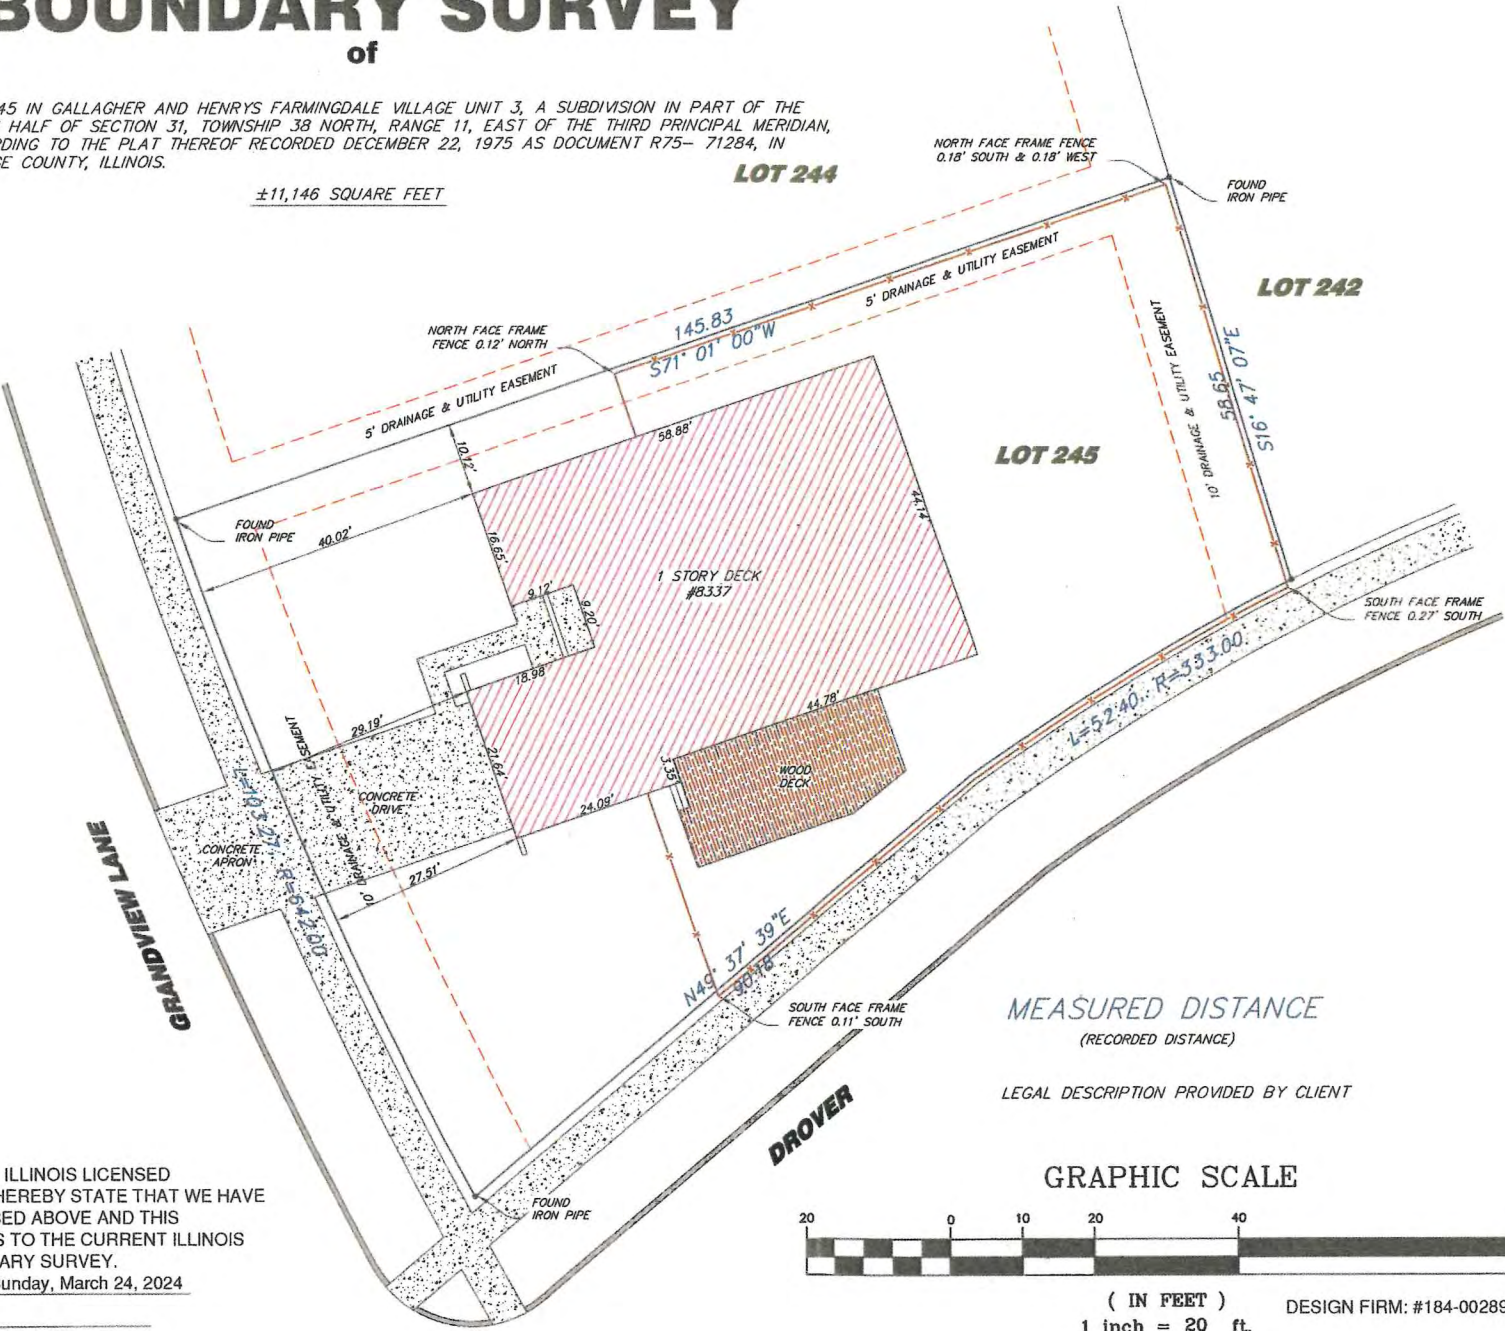 BOUNDARY SURVEY
of
45 IN GALLAGHER AND HENRYS FARMINGDALE VILLAGE UNIT 3, A SUBDIVISION IN PART OF THE
HALF OF SECTION 31, TOWNSHIP 38 NORTH, RANGE 11, EAST OF THE THIRD PRINCIPAL MERIDIAN,
DING TO THE PLAT THEREOF RECORDED DECEMBER 22, 1975 AS DOCUMENT R75- 71284, IN
E COUNTY, ILLINOIS.
±11,146 SQUARE FEET
LOT 244
NORTH FACE FRAME FENCE
0.18' SOUTH & 0.18' WEST
FOUND
IRON PIPE
LOT 242
5' DRAINAGE & UTILITY EASEMENT
145.83
S71° 01' 00"W
NORTH FACE FRAME
FENCE 0.12' NORTH
5' DRAINAGE & UTILITY EASEMENT
10' DRAINAGE & UTILITY EASEMENT
58.65
S16° 47' 07"E
LOT 245
58.88'
10.12'
44.14'
FOUND
IRON PIPE
40.02'
16.65'
1 STORY DECK
#8337
9.12'
9.20'
SOUTH FACE FRAME
FENCE 0.27' SOUTH
L=52.40 R=333.00
18.98'
44.78'
29.19'
21.64'
3.35'
WOOD
DECK
10' DRAINAGE & UTILITY EASEMENT
CONCRETE
DRIVE
24.09'
L=103.27 R=642.00
CONCRETE
APRON
27.51'
GRANDVIEW LANE
N49° 37' 39"E
90.18
SOUTH FACE FRAME
FENCE 0.11' SOUTH
MEASURED DISTANCE
(RECORDED DISTANCE)
LEGAL DESCRIPTION PROVIDED BY CLIENT
DROVER
FOUND
IRON PIPE
ILLINOIS LICENSED
HEREBY STATE THAT WE HAVE
BED ABOVE AND THIS
S TO THE CURRENT ILLINOIS
ARY SURVEY.
unday, March 24, 2024
GRAPHIC SCALE
20 0 10 20 40
( IN FEET )
1 inch = 20 ft.
DESIGN FIRM: #184-00289